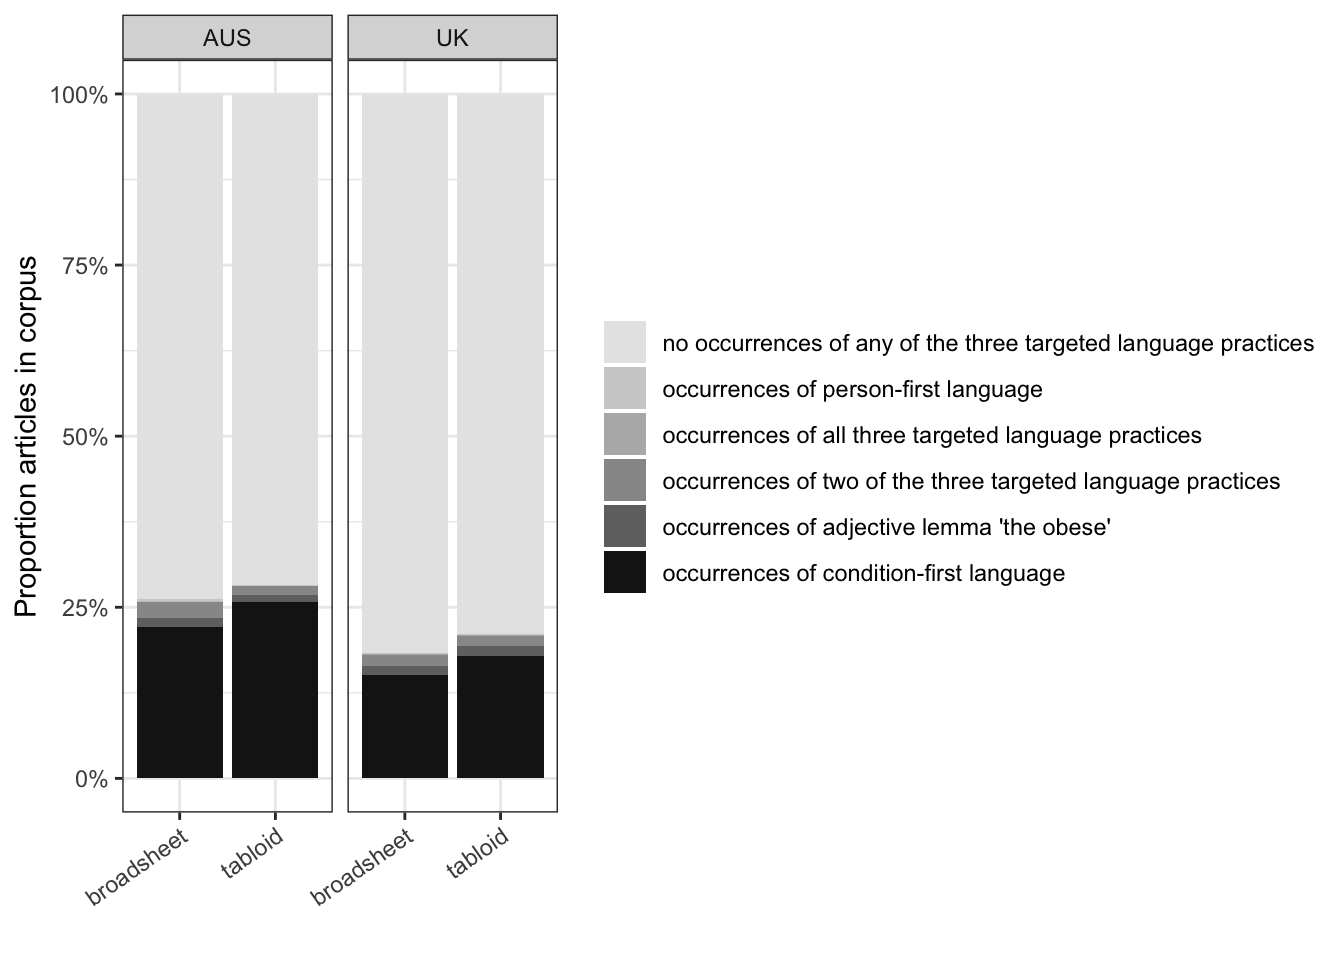 AUS
UK
Proportion articles in corpus
100%
75%
50%
25%
0%
broadsheet
tabloid
broadsheet
tabloid
no occurrences of any of the three targeted language practices
occurrences of person-first language
occurrences of all three targeted language practices
occurrences of two of the three targeted language practices
occurrences of adjective lemma 'the obese'
occurrences of condition-first language